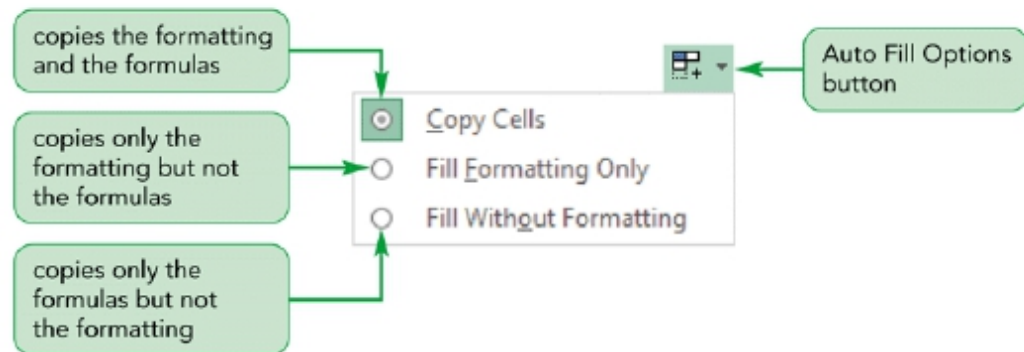 copies the formatting
and the formulas
Auto Fill Options
button
Copy Cells
copies only the
formatting but not
the formulas
Fill Formatting Only
Fill Without Formatting
copies only the
formulas but not
the formatting